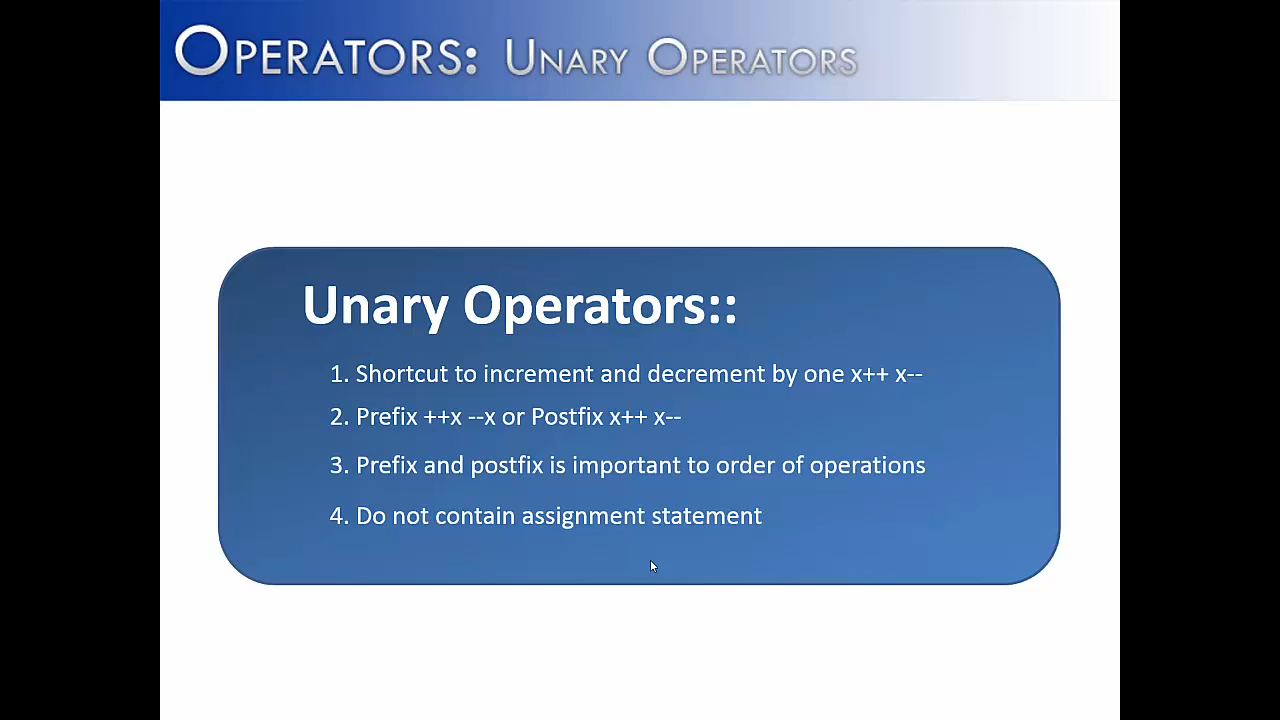 Operators: Unary Operators
Unary Operators::
1. Shortcut to increment and decrement by one x++ x--
2. Prefix ++x --x or Postfix x++ x--
3. Prefix and postfix is important to order of operations
4. Do not contain assignment statement